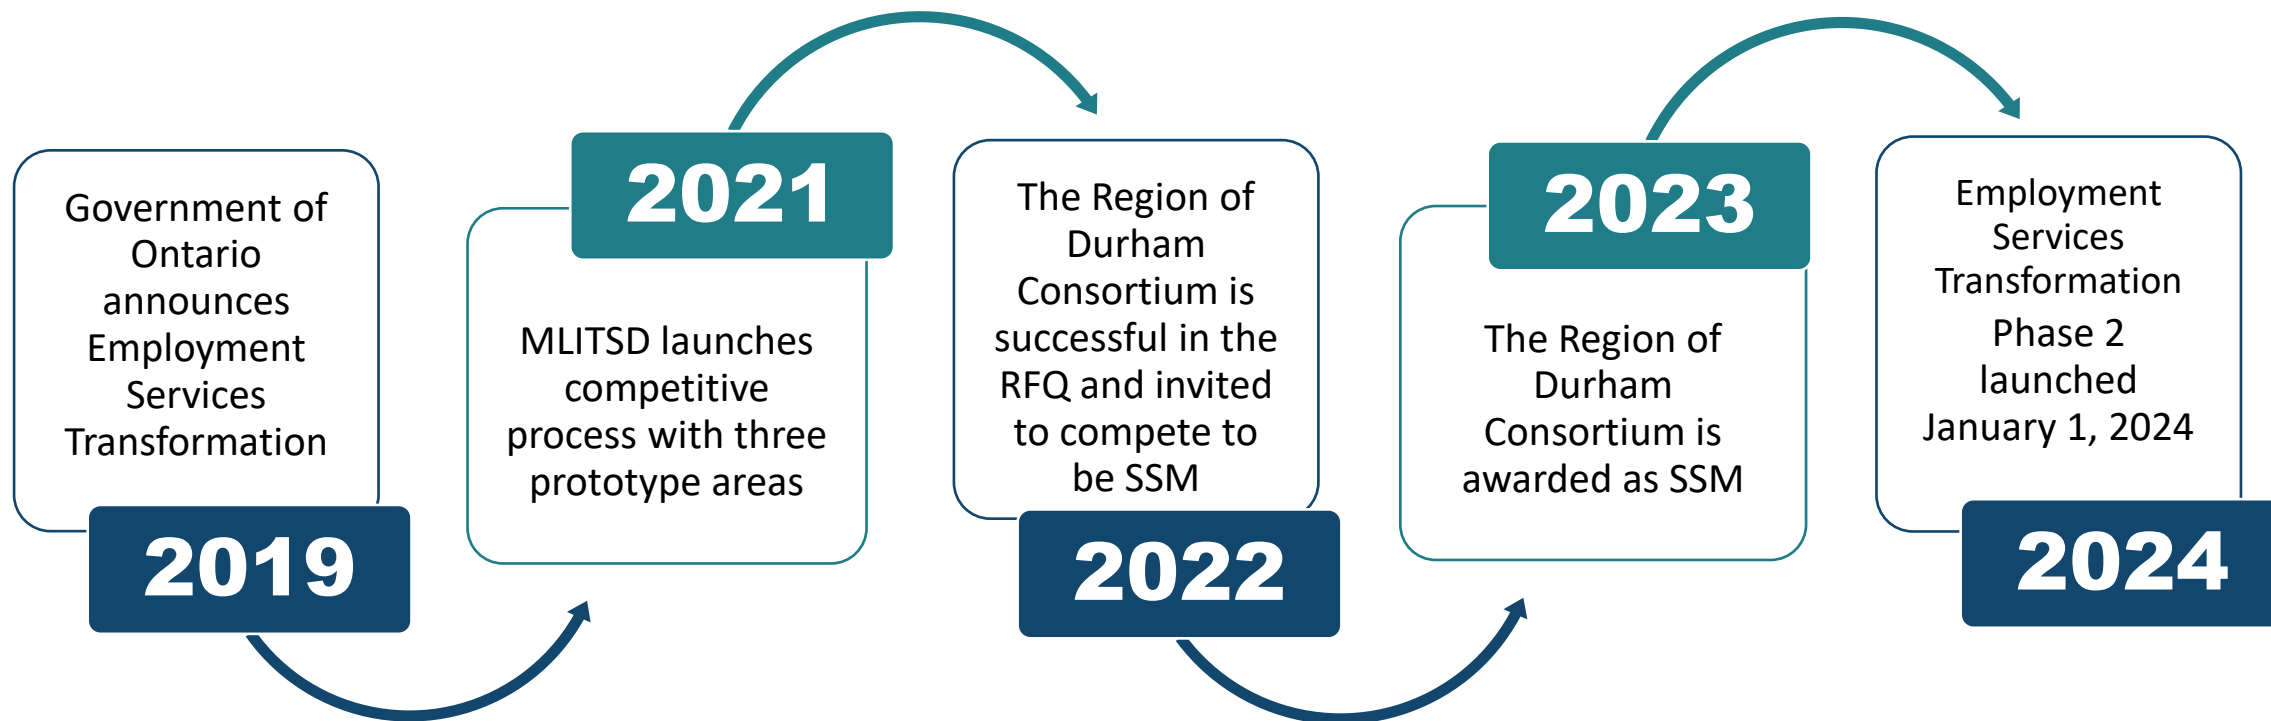 Government of
Ontario
announces
Employment
Services
Transformation
2019
2021
MLITSD launches
competitive
process with three
prototype areas
The Region of
Durham
Consortium is
successful in the
RFQ and invited
to compete to
be SSM
2022
2023
The Region of
Durham
Consortium is
awarded as SSM
Employment
Services
Transformation
Phase 2
launched
January 1, 2024
2024